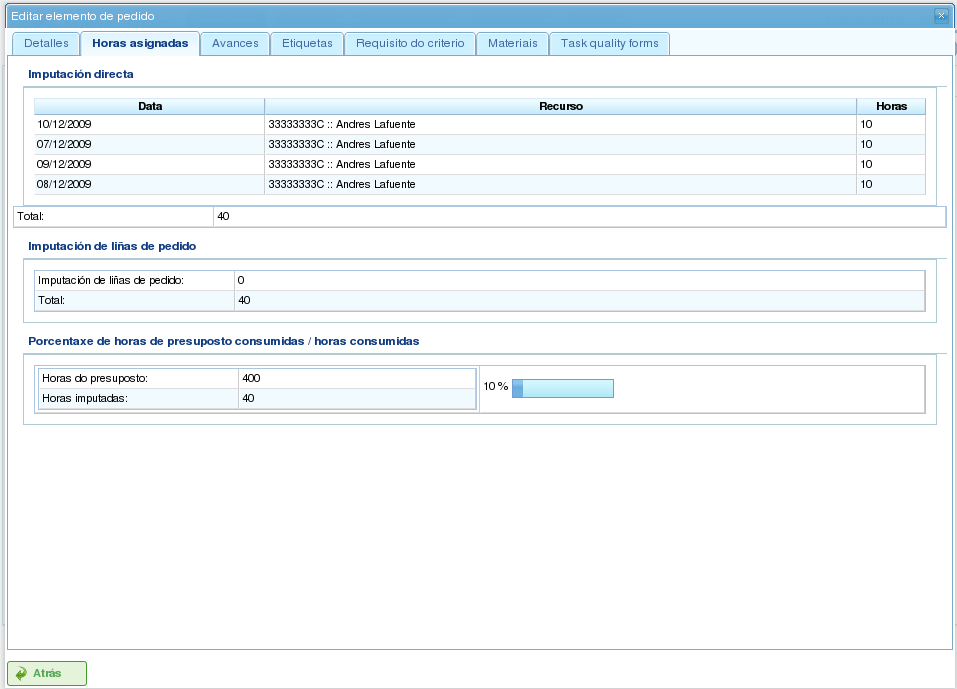 Editar elemento de pedido
Detalles Horas asignadas Avances Etiquetas Requisito do criterio Materiais Task quality forms
Imputación directa
Data Recurso Horas
10/12/2009 33333333C :: Andres Lafuente 10
07/12/2009 33333333C :: Andres Lafuente 10
09/12/2009 33333333C :: Andres Lafuente 10
08/12/2009 33333333C :: Andres Lafuente 10
Total: 40
Imputación de liñas de pedido
Imputación de liñas de pedido: 0
Total: 40
Porcentaxe de horas de presuposto consumidas / horas consumidas
Horas do presuposto: 400
Horas imputadas: 40
10 %
Atrás